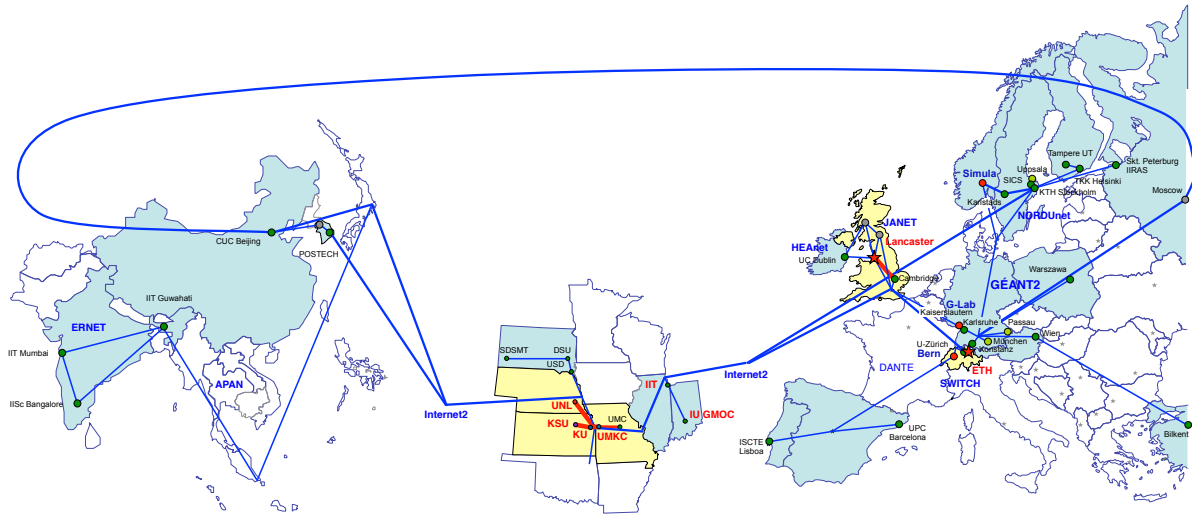 CUC Beijing
POSTECH
IIT Guwahati
ERNET
IIT Mumbai
APAN
IISc Bangalore
Internet2
SDSMT
DSU
USD
UNL
KSU
KU
UMKC
UMC
IIT
IU GMOC
Internet2
JANET
Lancaster
HEAnet
UC Dublin
Cambridge
Simula
Uppsala
SICS
Karlstads
KTH Stockholm
Tampere UT
TKK Helsinki
Skt. Peterburg
IIRAS
Moscow
NORDUnet
Warszawa
GÉANT2
G-Lab
Kaiserslautern
Karlsruhe
Passau
Wien
München
U-Zürich
Konstanz
Bern
ETH
SWITCH
DANTE
UPC
Barcelona
ISCTE
Lisboa
Bilkent